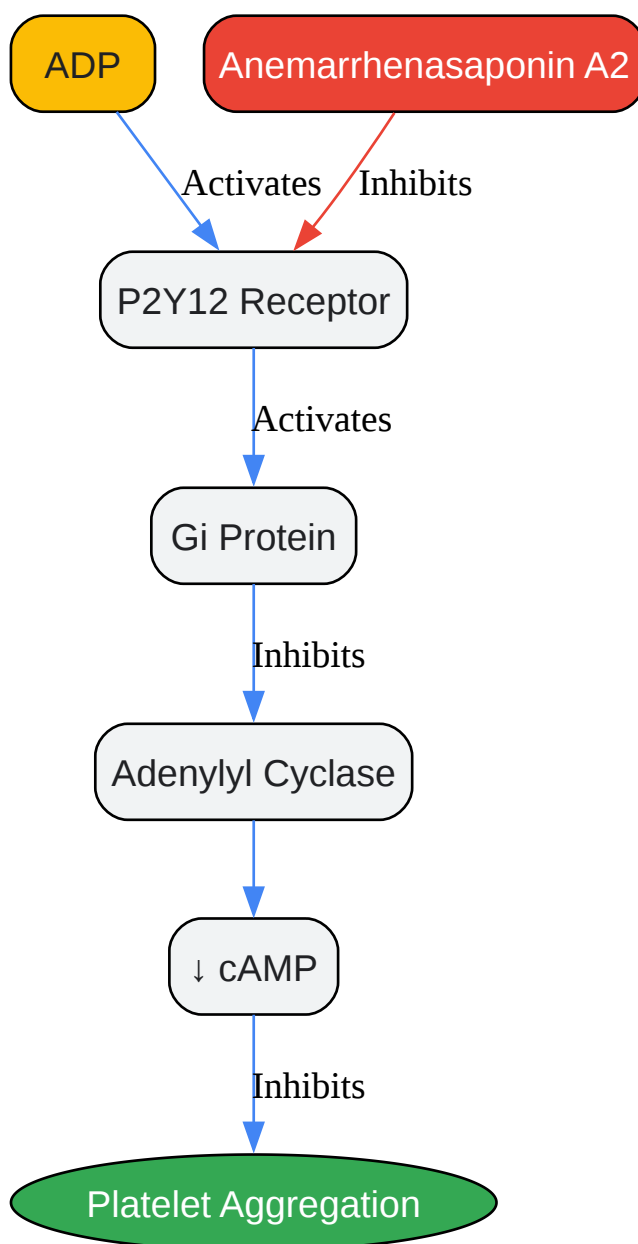 ADP
Anemarrhenasaponin A2
Activates
Inhibits
P2Y12 Receptor
Activates
Gi Protein
Inhibits
Adenylyl Cyclase
↓ cAMP
Inhibits
Platelet Aggregation